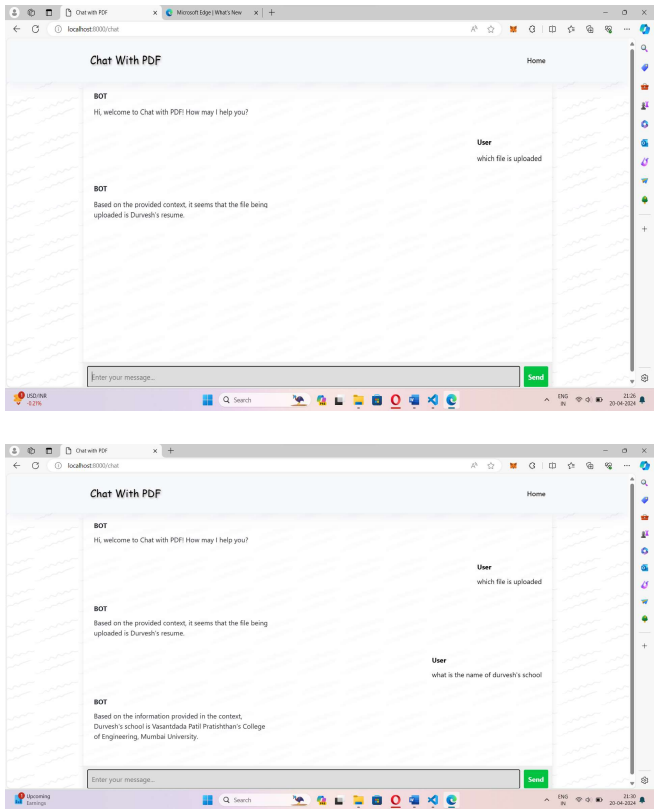 Chat with PDF
Microsoft Edge | What's New
localhost:8000/chat
Chat With PDF
Home
BOT
Hi, welcome to Chat with PDF! How may I help you?
User
which file is uploaded
BOT
Based on the provided context, it seems that the file being
uploaded is Durvesh's resume.
Enter your message...
Send
USD/INR
-0.21%
Search
ENG
IN
21:26
20-04-2024
Chat with PDF
localhost:8000/chat
Chat With PDF
Home
BOT
Hi, welcome to Chat with PDF! How may I help you?
User
which file is uploaded
BOT
Based on the provided context, it seems that the file being
uploaded is Durvesh's resume.
User
what is the name of durvesh's school
BOT
Based on the information provided in the context,
Durvesh's school is Vasantdada Patil Pratishthan's College
of Engineering, Mumbai University.
Enter your message...
Send
Upcoming
Earnings
Search
ENG
IN
21:30
20-04-2024